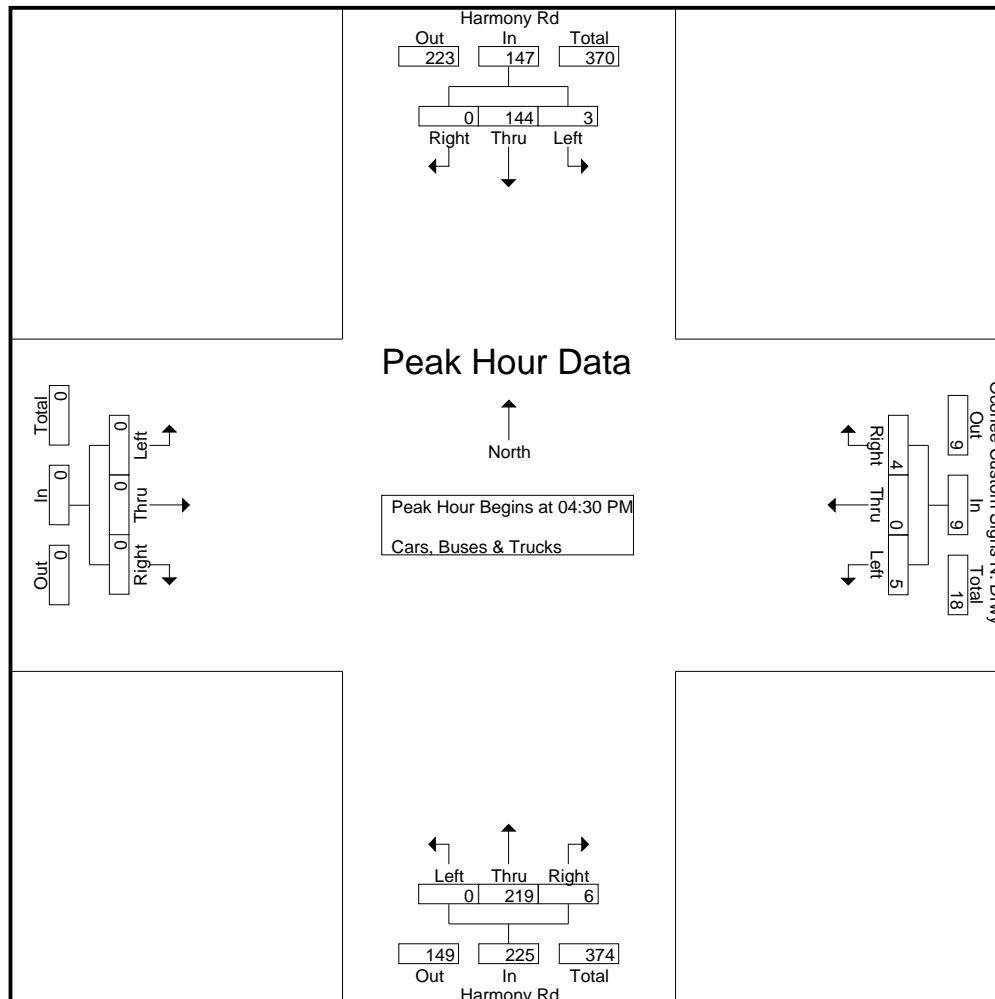 Harmony Rd
Out In Total
223 147 370
0 144 3
Right Thru Left
Peak Hour Data
North
Peak Hour Begins at 04:30 PM
Cars, Buses & Trucks
Total In Out
0 0 0
0 0 0
Left Thru Right
Right Thru Left
4 0 5
9 9 18
Out In Total
Custom Signs N. Drwy
Left Thru Right
0 219 6
149 225 374
Out In Total
Harmony Rd